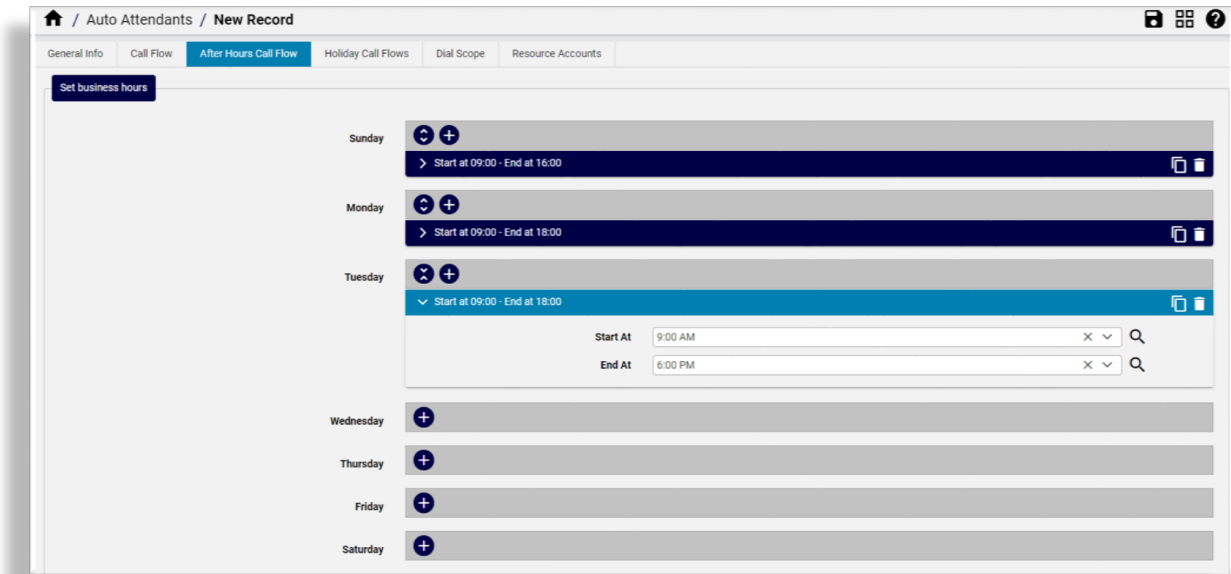 / Auto Attendants / New Record
General Info Call Flow After Hours Call Flow Holiday Call Flows Dial Scope Resource Accounts
Set business hours
Sunday
Start at 09:00 - End at 16:00
Monday
Start at 09:00 - End at 18:00
Tuesday
Start at 09:00 - End at 18:00
Start At 9:00 AM
End At 6:00 PM
Wednesday
Thursday
Friday
Saturday